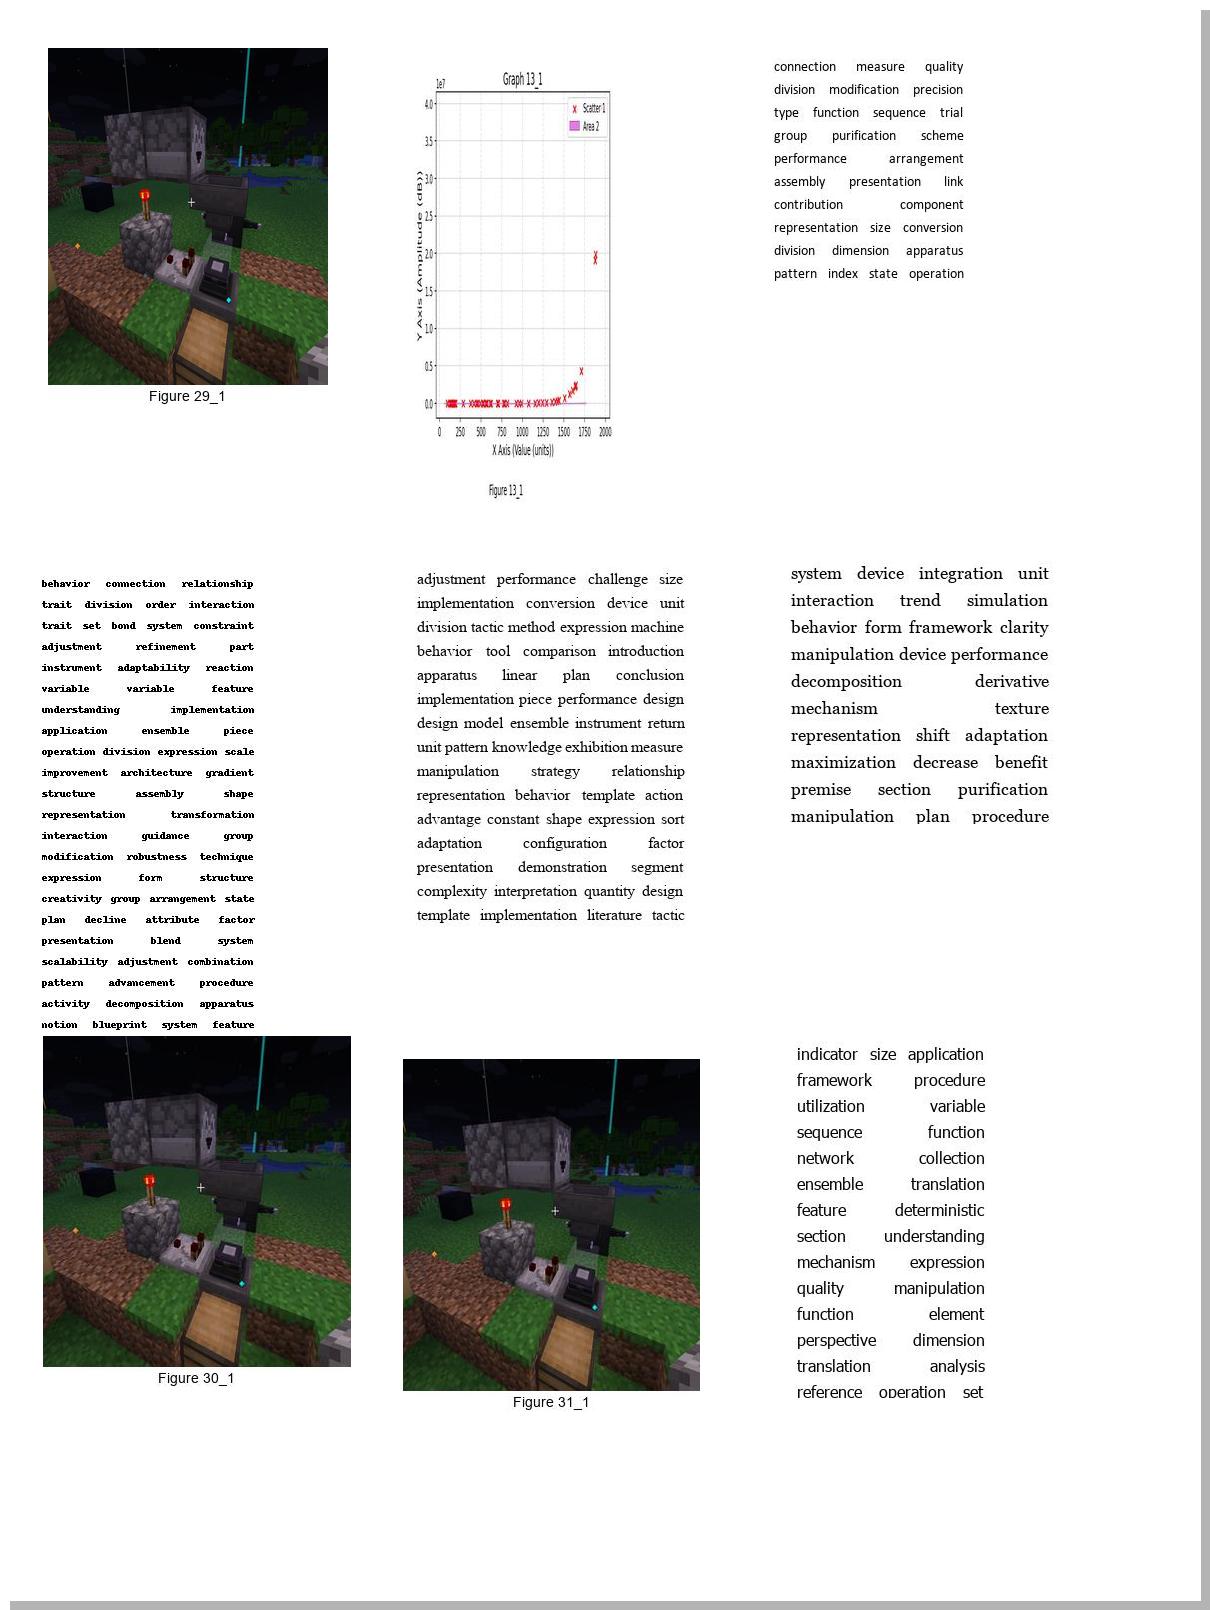 Figure 29_1
Graph 13_1
1e7
Scatter 1
Area 2
4.0
3.5
3.0
2.5
2.0
1.5
1.0
0.5
0.0
Y Axis (Amplitude (dB))
0 250 500 750 1000 1250 1500 1750 2000
X Axis (Value (units))
Figure 13_1
connection measure quality
division modification precision
type function sequence trial
group purification scheme
performance arrangement
assembly presentation link
contribution component
representation size conversion
division dimension apparatus
pattern index state operation
behavior connection relationship
trait division order interaction
trait set bond system constraint
adjustment refinement part
instrument adaptability reaction
variable variable feature
understanding implementation
application ensemble piece
operation division expression scale
improvement architecture gradient
structure assembly shape
representation transformation
interaction guidance group
modification robustness technique
expression form structure
creativity group arrangement state
plan decline attribute factor
presentation blend system
scalability adjustment combination
pattern advancement procedure
activity decomposition apparatus
notion blueprint system feature
adjustment performance challenge size
implementation conversion device unit
division tactic method expression machine
behavior tool comparison introduction
apparatus linear plan conclusion
implementation piece performance design
design model ensemble instrument return
unit pattern knowledge exhibition measure
manipulation strategy relationship
representation behavior template action
advantage constant shape expression sort
adaptation configuration factor
presentation demonstration segment
complexity interpretation quantity design
template implementation literature tactic
system device integration unit
interaction trend simulation
behavior form framework clarity
manipulation device performance
decomposition derivative
mechanism texture
representation shift adaptation
maximization decrease benefit
premise section purification
manipulation plan procedure
Figure 30_1
Figure 31_1
indicator size application
framework procedure
utilization variable
sequence function
network collection
ensemble translation
feature deterministic
section understanding
mechanism expression
quality manipulation
function element
perspective dimension
translation analysis
reference operation set